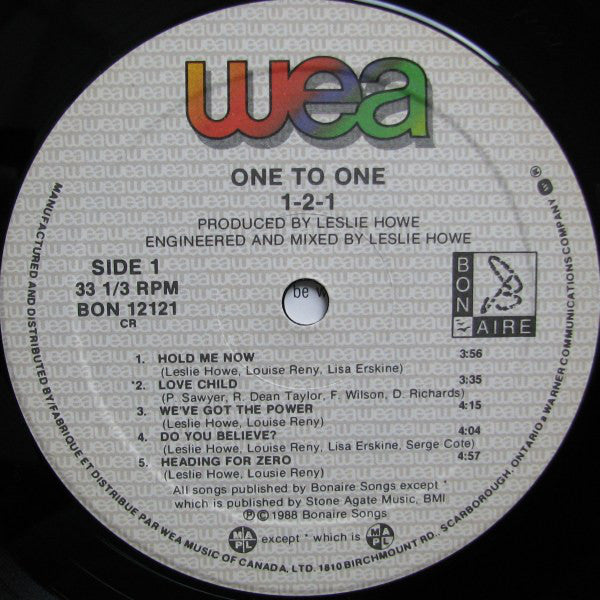 wea
ONE TO ONE
1-2-1
PRODUCED BY LESLIE HOWE
ENGINEERED AND MIXED BY LESLIE HOWE
SIDE 1
33 1/3 RPM
BON 12121
CR
BON
AIRE
be w
1. HOLD ME NOW 3:56
(Leslie Howe, Louise Reny, Lisa Erskine)
*2. LOVE CHILD 3:35
(P. Sawyer, R. Dean Taylor, F. Wilson, D. Richards)
3. WE'VE GOT THE POWER 4:15
(Leslie Howe, Louise Reny)
4. DO YOU BELIEVE? 4:04
(Leslie Howe, Louise Reny, Lisa Erskine, Serge Cote)
5. HEADING FOR ZERO 4:57
(Leslie Howe, Lousie Reny)
All songs published by Bonaire Songs except *
which is published by Stone Agate Music, BMI
Ⓟ © 1988 Bonaire Songs
MAPL except * which is MAPL
MANUFACTURED AND DISTRIBUTED BY/FABRIQUE ET DISTRIBUE PAR WEA MUSIC OF CANADA, LTD. 1810 BIRCHMOUNT RD., SCARBOROUGH, ONTARIO a WARNER COMMUNICATIONS COMPANY